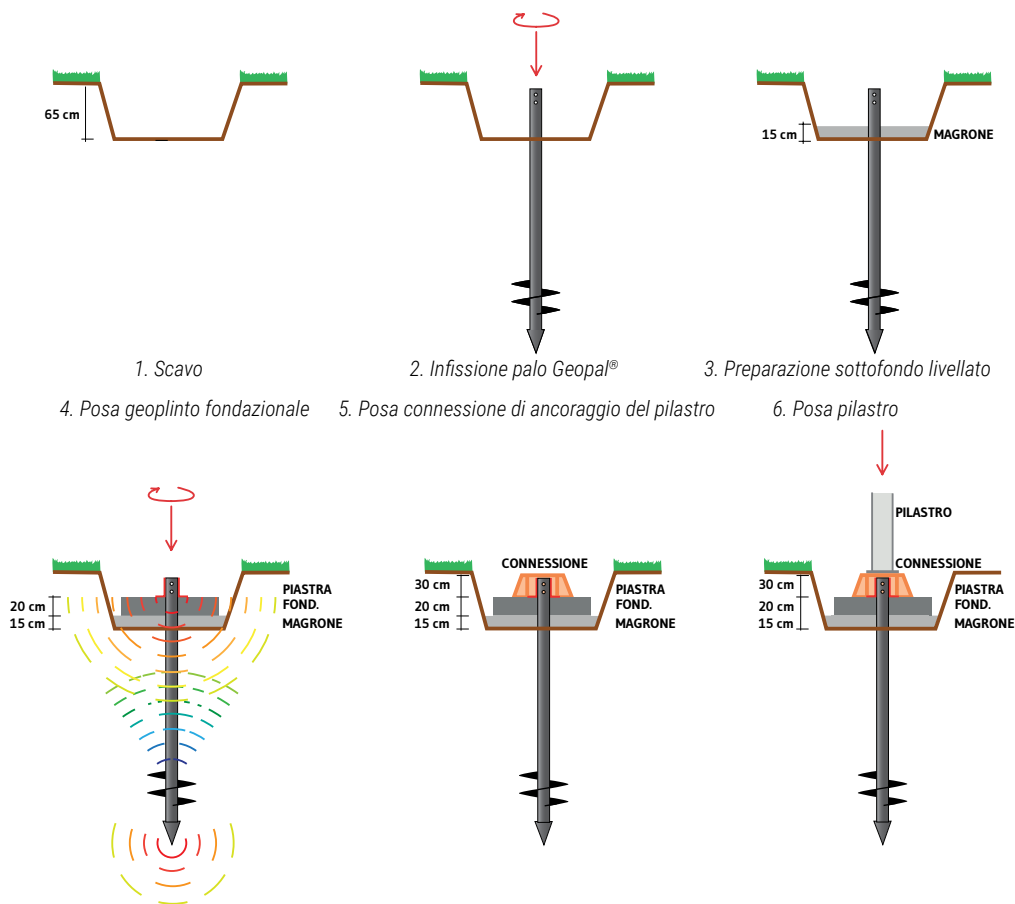 65 cm
15 cm
MAGRONE
1. Scavo
2. Infissione palo Geopal®
3. Preparazione sottofondo livellato
4. Posa geoplinto fondazionale
5. Posa connessione di ancoraggio del pilastro
6. Posa pilastro
20 cm
15 cm
PIASTRA
FOND.
MAGRONE
CONNESSIONE
30 cm
20 cm
15 cm
PIASTRA
FOND.
MAGRONE
PILASTRO
CONNESSIONE
30 cm
20 cm
15 cm
PIASTRA
FOND.
MAGRONE